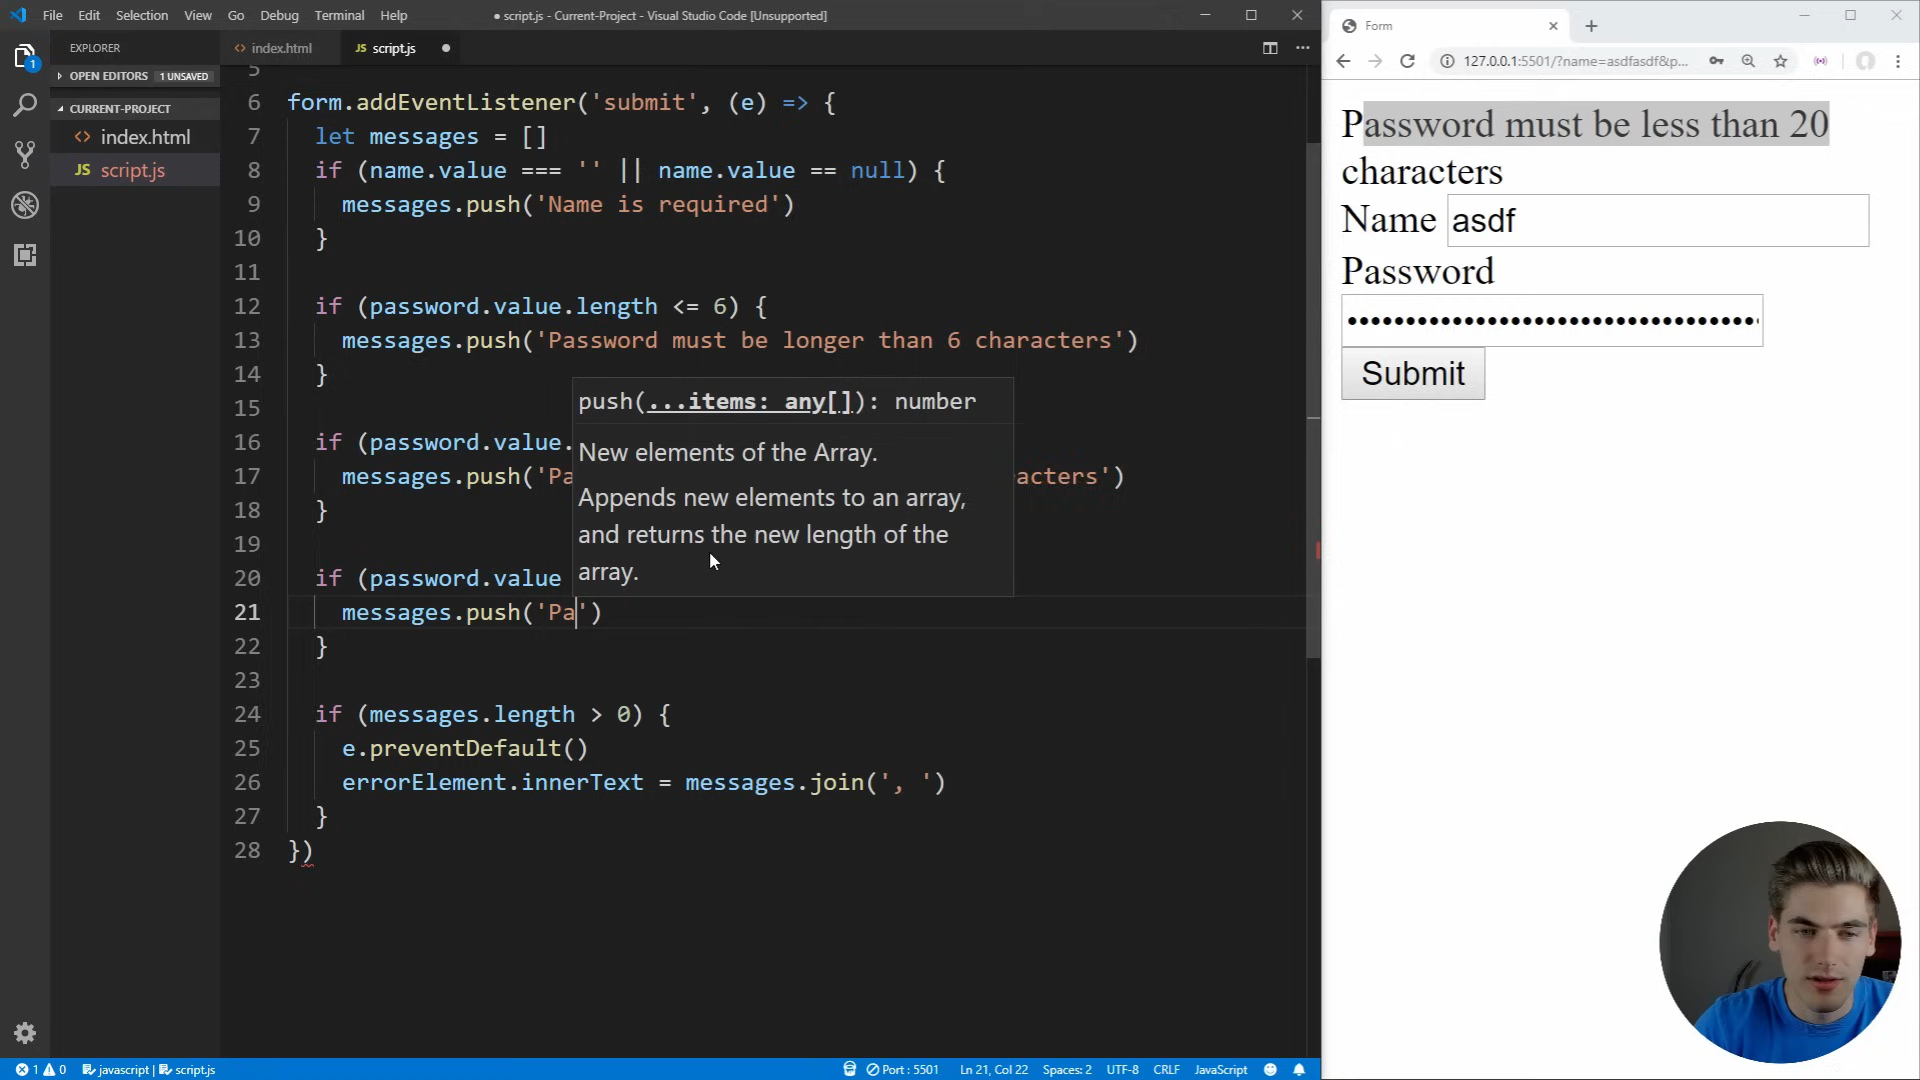 File Edit Selection View Go Debug Terminal Help
● script.js - Current-Project - Visual Studio Code [Unsupported]
EXPLORER
OPEN EDITORS 1 UNSAVED
CURRENT-PROJECT
index.html
JS script.js
1
index.html
JS script.js
5
6 form.addEventListener('submit', (e) => {
7 let messages = []
8 if (name.value === '' || name.value == null) {
9 messages.push('Name is required')
10 }
11
12 if (password.value.length <= 6) {
13 messages.push('Password must be longer than 6 characters')
14 }
15
16 if (password.value.
17 messages.push('Pa acters')
18 }
19
20 if (password.value
21 messages.push('Pa')
22 }
23
24 if (messages.length > 0) {
25 e.preventDefault()
26 errorElement.innerText = messages.join(', ')
27 }
28 })
push(...items: any[]): number
New elements of the Array.
Appends new elements to an array,
and returns the new length of the
array.
1 0 javascript | script.js
Port : 5501 Ln 21, Col 22 Spaces: 2 UTF-8 CRLF JavaScript
Form
127.0.0.1:5501/?name=asdfasdf&p...
Password must be less than 20
characters
Name asdf
Password
Submit